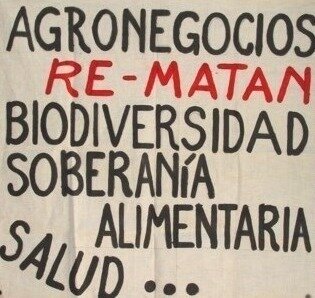 AGRONEGOCIOS
RE-MATAN
BIODIVERSIDAD
SOBERANÍA
ALIMENTARIA
SALUD...